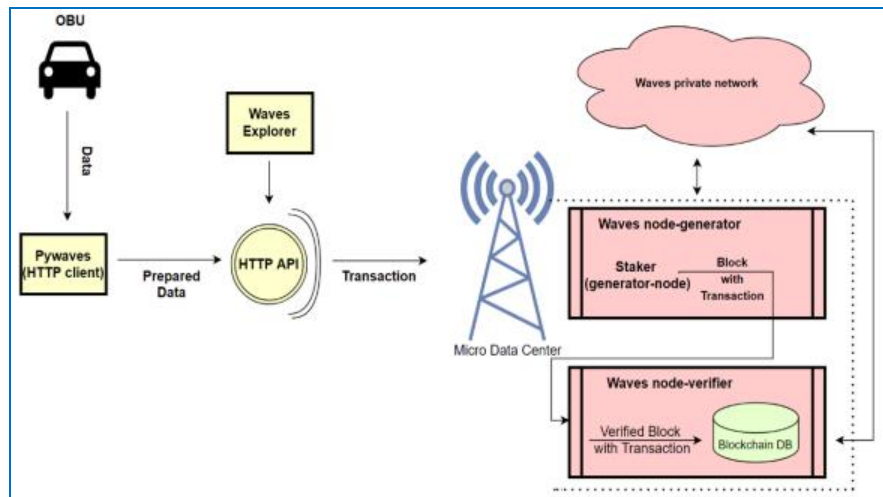 OBU
Data
Pywaves
(HTTP client)
Prepared
Data
Waves
Explorer
HTTP API
Transaction
Micro Data Center
Waves private network
Waves node-generator
Staker
(generator-node)
Block
with
Transaction
Waves node-verifier
Verified Block
with Transaction
Blockchain DB